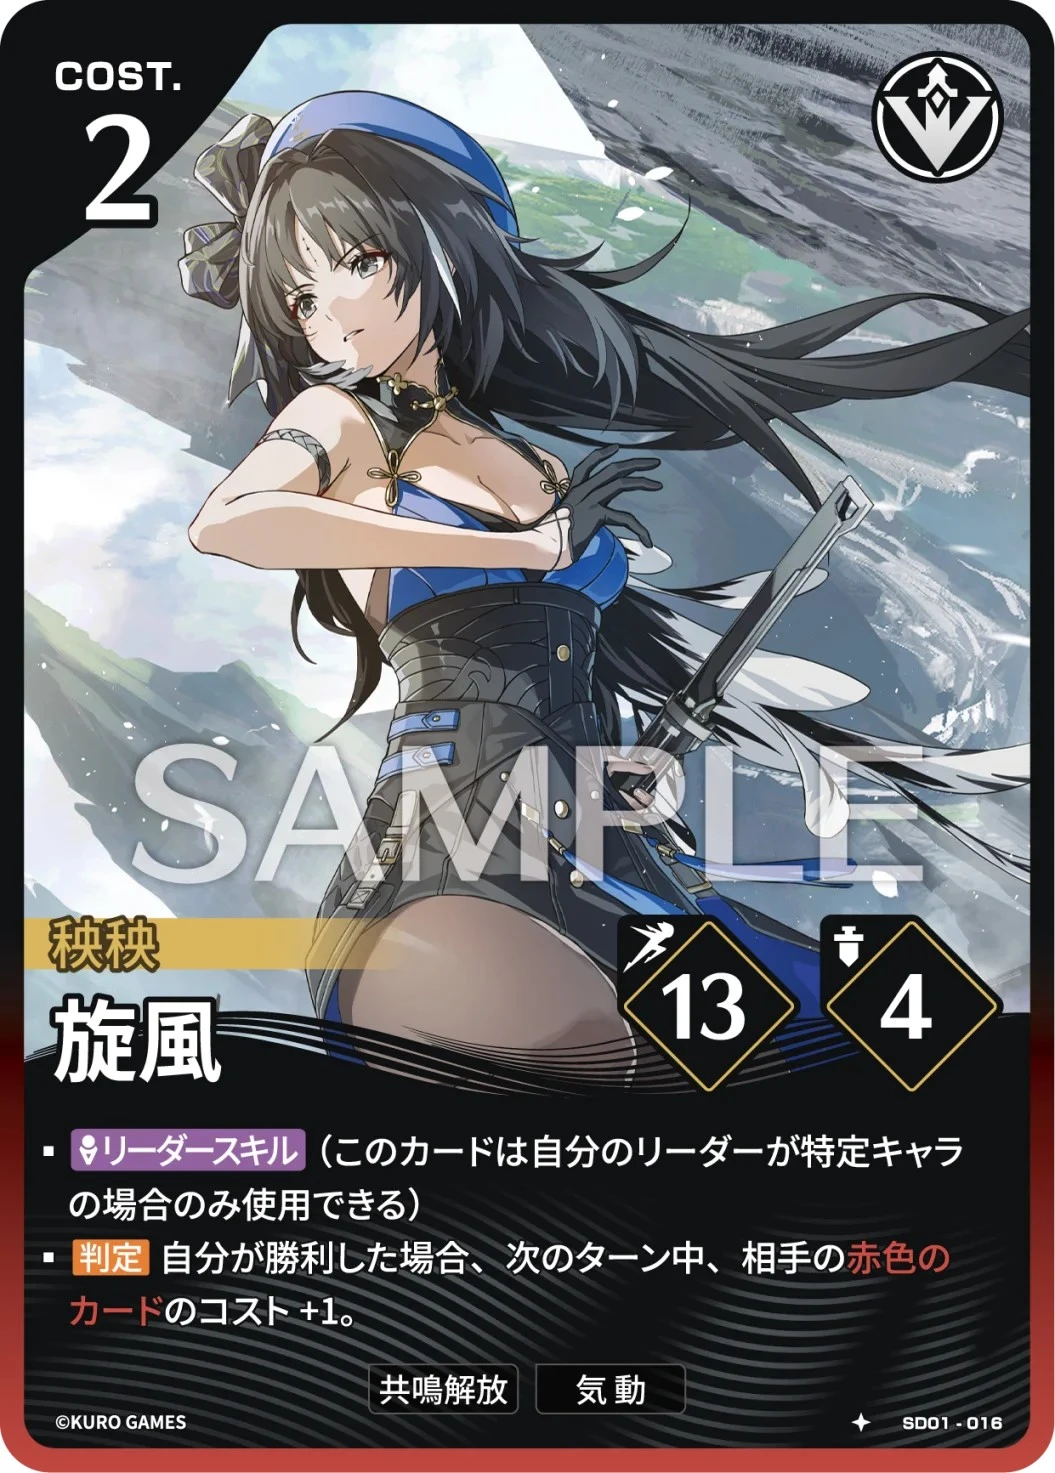 COST.
2
SAMPLE
秧秧
旋風
13
4
▪ リーダースキル（このカードは自分のリーダーが特定キャラ
の場合のみ使用できる）
▪ 判定 自分が勝利した場合、次のターン中、相手の赤色の
カードのコスト +1。
共鳴解放 気動
©KURO GAMES
SD01 - 016